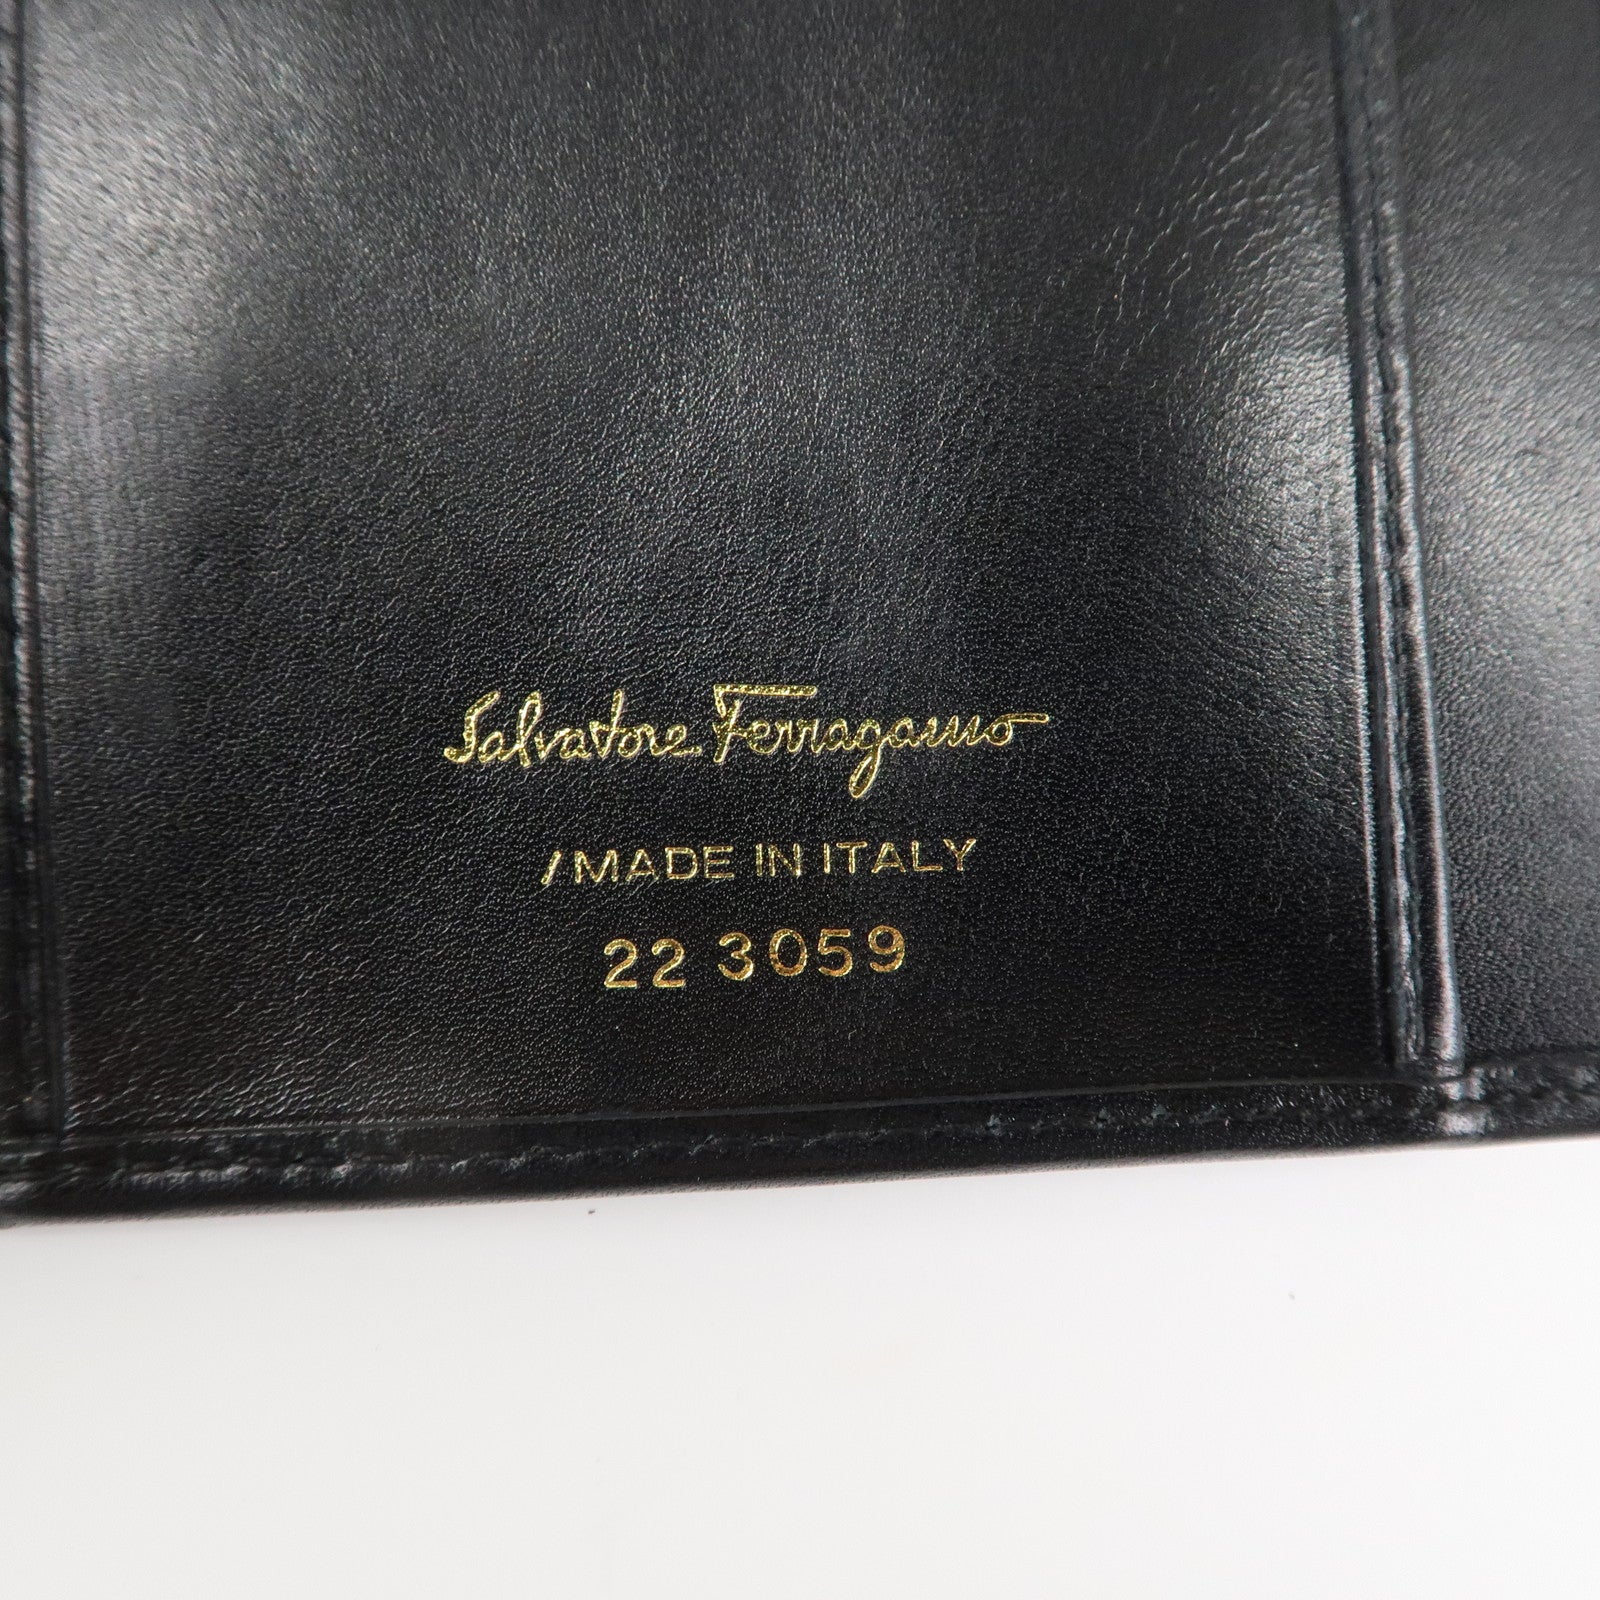 Salvatore Ferragamo
/MADE IN ITALY
22 3059